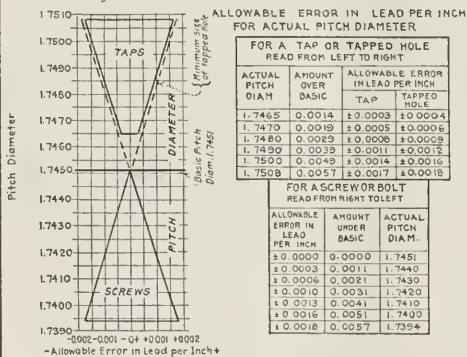 ALLOWABLE ERROR IN LEAD PER INCH
FOR ACTUAL PITCH DIAMETER
1.7510
1.7500
1.7490
1.7480
1.7470
1.7460
1.7450
1.7440
1.7430
1.7420
1.7410
1.7400
1.7390
Pitch Diameter
TAPS
SCREWS
DIAMETER
PITCH
Minimum size
of tapped hole
Basic Pitch
Diam. 1.7451
-0002-0001-0+ +0001 +0002
-Allowable Error in Lead per Inch+
FOR A TAP OR TAPPED HOLE
READ FROM LEFT TO RIGHT
ACTUAL PITCH DIAM
AMOUNT OVER BASIC
ALLOWABLE ERROR IN LEAD PER INCH
TAP
TAPPED HOLE
1.7465 0.0014 ±0.0003 ±0.0004
1.7470 0.0019 ±0.0005 ±0.0006
1.7480 0.0029 ±0.0008 ±0.0009
1.7490 0.0039 ±0.0011 ±0.0012
1.7500 0.0049 ±0.0014 ±0.0016
1.7508 0.0057 ±0.0017 ±0.0018
FOR A SCREW OR BOLT
READ FROM RIGHT TO LEFT
ALLOWABLE ERROR IN LEAD PER INCH
AMOUNT UNDER BASIC
ACTUAL PITCH DIAM.
±0.0000 0.0000 1.7451
±0.0003 0.0011 1.7440
±0.0006 0.0021 1.7430
±0.0010 0.0031 1.7420
±0.0013 0.0041 1.7410
±0.0016 0.0051 1.7400
±0.0018 0.0057 1.7394